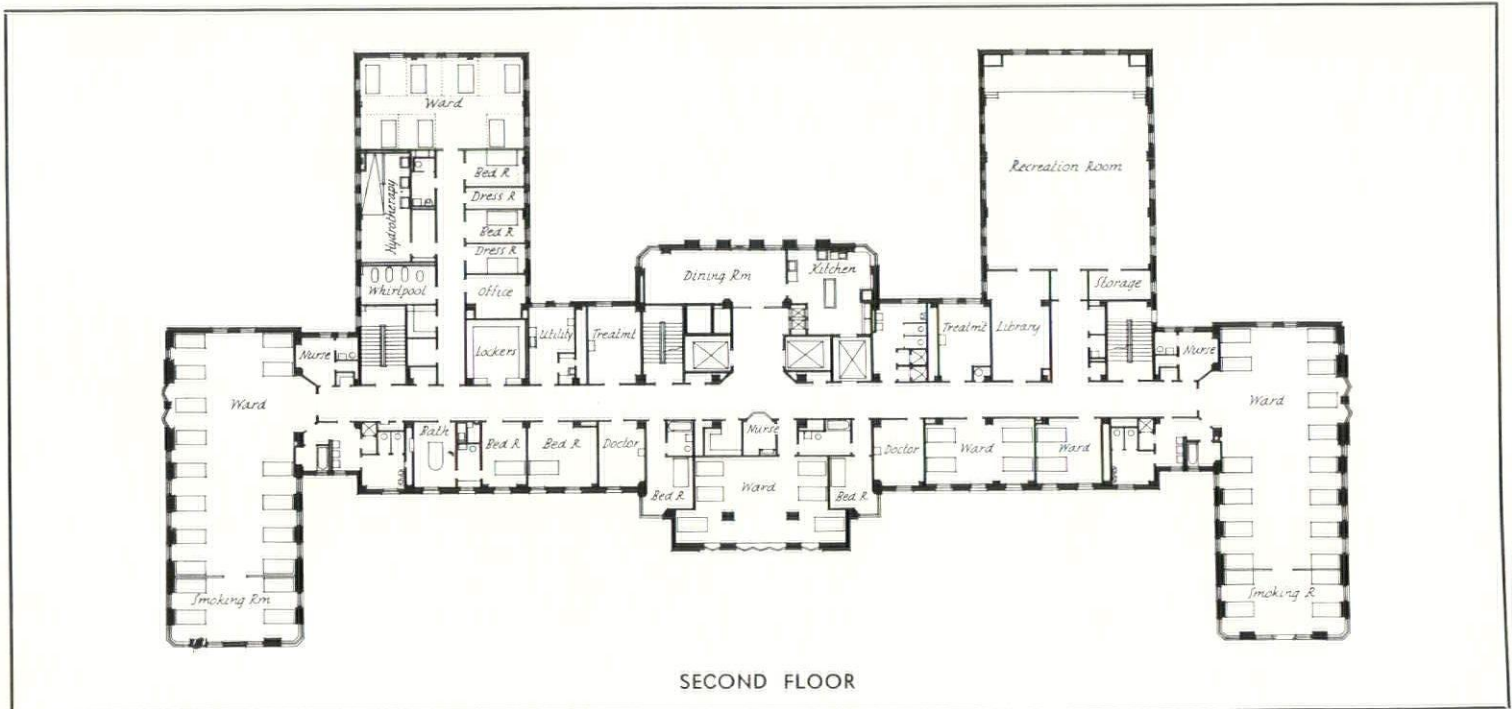 Ward
Bed R
Dress R
Hydrotherapy
Bed R
Dress R
Whirlpool
Office
Recreation Room
Dining Rm
Kitchen
Storage
Nurse
Lockers
Utility
Treatmt
Treatmt
Library
Nurse
Ward
Ward
Bath
Bed R
Bed R
Doctor
Nurse
Doctor
Ward
Ward
Bed R
Ward
Bed R
Smoking Rm
Smoking R
SECOND FLOOR